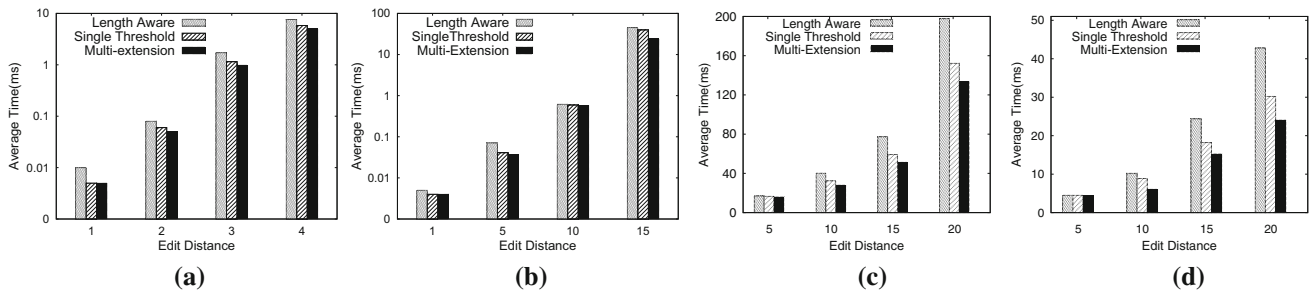 Average Time(ms)
10
1
0.1
0.01
0
Length Aware
Single Threshold
Multi-extension
1 2 3 4
Edit Distance
(a)
Average Time(ms)
100
10
1
0.1
0.01
0
Length Aware
Single Threshold
Multi-Extension
1 5 10 15
Edit Distance
(b)
Average Time(ms)
200
160
120
80
40
0
Length Aware
Single Threshold
Multi-Extension
5 10 15 20
Edit Distance
(c)
Average Time(ms)
50
40
30
20
10
0
Length Aware
Single Threshold
Multi-Extension
5 10 15 20
Edit Distance
(d)